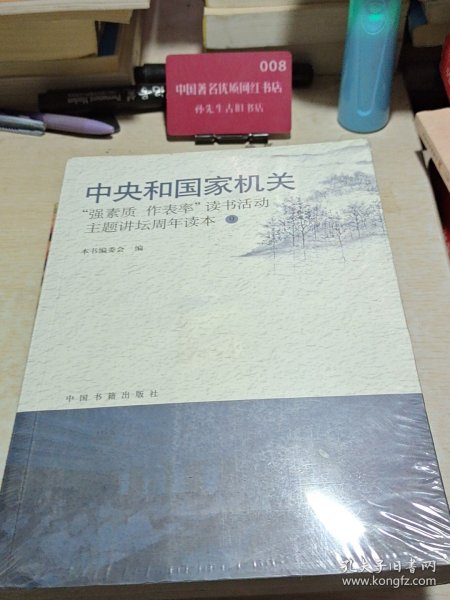 008
中国著名优质网红书店
孙先生古旧书店
中央和国家机关
“强素质 作表率”读书活动
主题讲坛周年读本
本书编委会 编
中国书籍出版社
孔夫子旧书网
www.kongfz.com